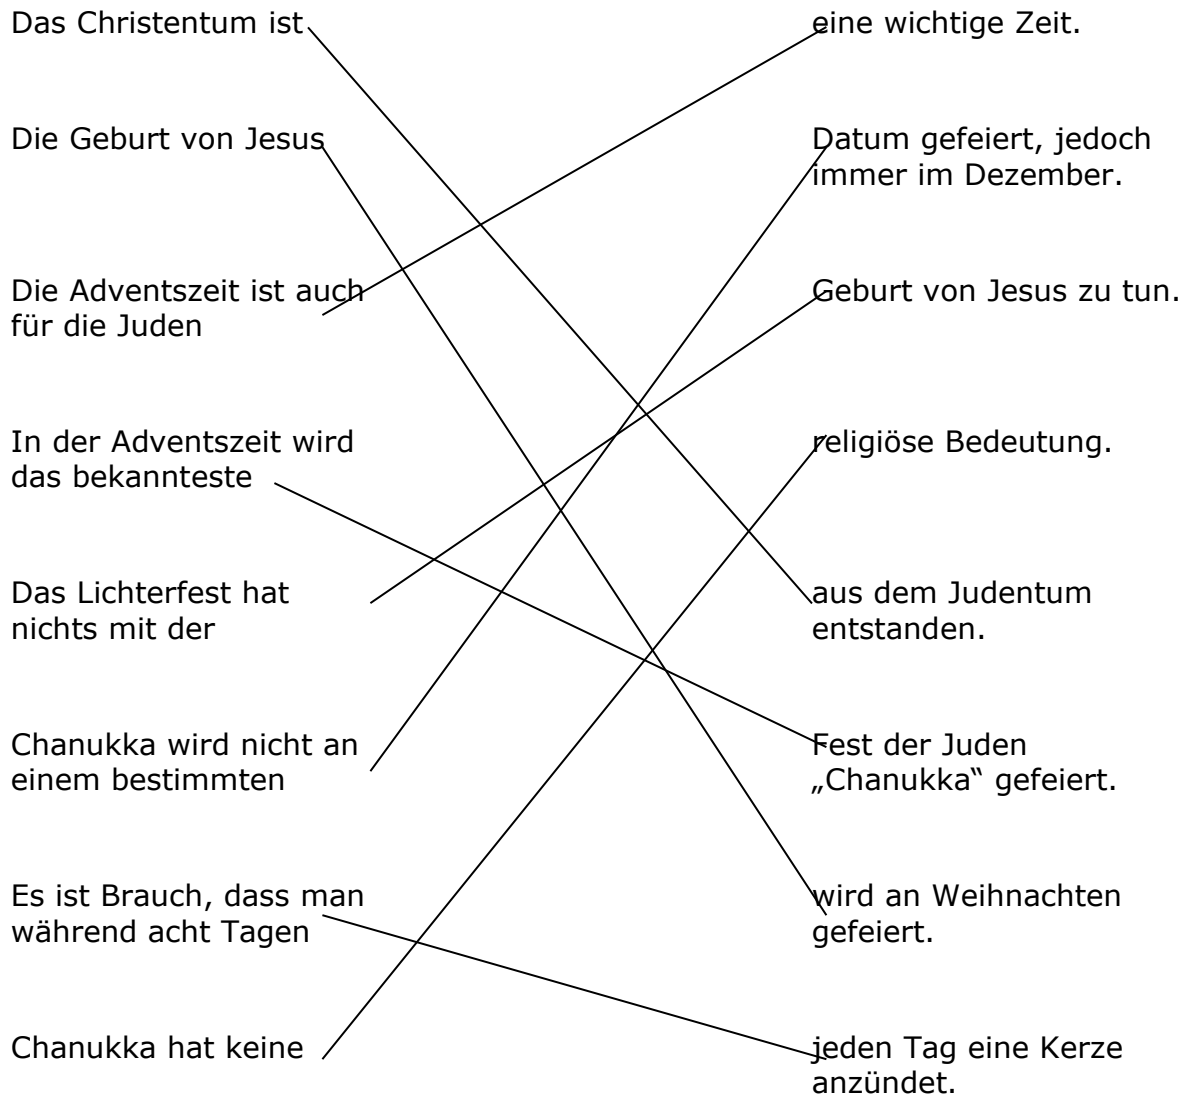 Das Christentum ist
eine wichtige Zeit.
Die Geburt von Jesus
Datum gefeiert, jedoch
immer im Dezember.
Die Adventszeit ist auch
für die Juden
Geburt von Jesus zu tun.
In der Adventszeit wird
das bekannteste
religiöse Bedeutung.
Das Lichterfest hat
nichts mit der
aus dem Judentum
entstanden.
Chanukka wird nicht an
einem bestimmten
Fest der Juden
„Chanukka“ gefeiert.
Es ist Brauch, dass man
während acht Tagen
wird an Weihnachten
gefeiert.
Chanukka hat keine
jeden Tag eine Kerze
anzündet.